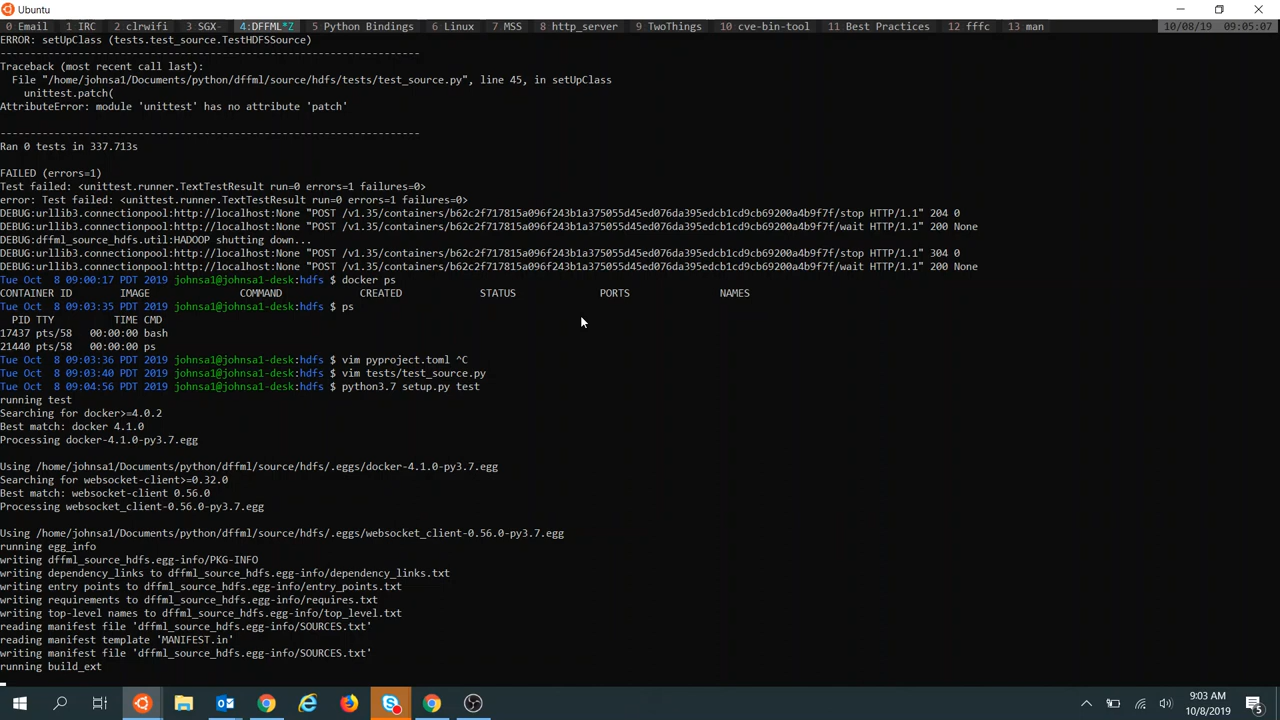 Ubuntu
0 Email 1 IRC 2 clrwifi 3 SGX- 4:DFFML*Z 5 Python Bindings 6 Linux 7 MSS 8 http_server 9 TwoThings 10 cve-bin-tool 11 Best Practices 12 fffc 13 man 10/08/19 09:05:07
ERROR: setUpClass (tests.test_source.TestHDFSSource)
----------------------------------------------------------------------
Traceback (most recent call last):
File "/home/johnsa1/Documents/python/dffml/source/hdfs/tests/test_source.py", line 45, in setUpClass
unittest.patch(
AttributeError: module 'unittest' has no attribute 'patch'
----------------------------------------------------------------------
Ran 0 tests in 337.713s
FAILED (errors=1)
Test failed: <unittest.runner.TextTestResult run=0 errors=1 failures=0>
error: Test failed: <unittest.runner.TextTestResult run=0 errors=1 failures=0>
DEBUG:urllib3.connectionpool:http://localhost:None "POST /v1.35/containers/b62c2f717815a096f243b1a375055d45ed076da395edcb1cd9cb69200a4b9f7f/stop HTTP/1.1" 204 0
DEBUG:urllib3.connectionpool:http://localhost:None "POST /v1.35/containers/b62c2f717815a096f243b1a375055d45ed076da395edcb1cd9cb69200a4b9f7f/wait HTTP/1.1" 200 None
DEBUG:dffml_source_hdfs.util:HADOOP shutting down...
DEBUG:urllib3.connectionpool:http://localhost:None "POST /v1.35/containers/b62c2f717815a096f243b1a375055d45ed076da395edcb1cd9cb69200a4b9f7f/stop HTTP/1.1" 304 0
DEBUG:urllib3.connectionpool:http://localhost:None "POST /v1.35/containers/b62c2f717815a096f243b1a375055d45ed076da395edcb1cd9cb69200a4b9f7f/wait HTTP/1.1" 200 None
Tue Oct 8 09:00:17 PDT 2019 johnsa1@johnsa1-desk:hdfs $ docker ps
CONTAINER ID IMAGE COMMAND CREATED STATUS PORTS NAMES
Tue Oct 8 09:03:35 PDT 2019 johnsa1@johnsa1-desk:hdfs $ ps
PID TTY TIME CMD
17437 pts/58 00:00:00 bash
21440 pts/58 00:00:00 ps
Tue Oct 8 09:03:36 PDT 2019 johnsa1@johnsa1-desk:hdfs $ vim pyproject.toml ^C
Tue Oct 8 09:03:40 PDT 2019 johnsa1@johnsa1-desk:hdfs $ vim tests/test_source.py
Tue Oct 8 09:04:56 PDT 2019 johnsa1@johnsa1-desk:hdfs $ python3.7 setup.py test
running test
Searching for docker>=4.0.2
Best match: docker 4.1.0
Processing docker-4.1.0-py3.7.egg
Using /home/johnsa1/Documents/python/dffml/source/hdfs/.eggs/docker-4.1.0-py3.7.egg
Searching for websocket-client>=0.32.0
Best match: websocket-client 0.56.0
Processing websocket_client-0.56.0-py3.7.egg
Using /home/johnsa1/Documents/python/dffml/source/hdfs/.eggs/websocket_client-0.56.0-py3.7.egg
running egg_info
writing dffml_source_hdfs.egg-info/PKG-INFO
writing dependency_links to dffml_source_hdfs.egg-info/dependency_links.txt
writing entry points to dffml_source_hdfs.egg-info/entry_points.txt
writing requirements to dffml_source_hdfs.egg-info/requires.txt
writing top-level names to dffml_source_hdfs.egg-info/top_level.txt
reading manifest file 'dffml_source_hdfs.egg-info/SOURCES.txt'
reading manifest template 'MANIFEST.in'
writing manifest file 'dffml_source_hdfs.egg-info/SOURCES.txt'
running build_ext
9:03 AM
10/8/2019
5